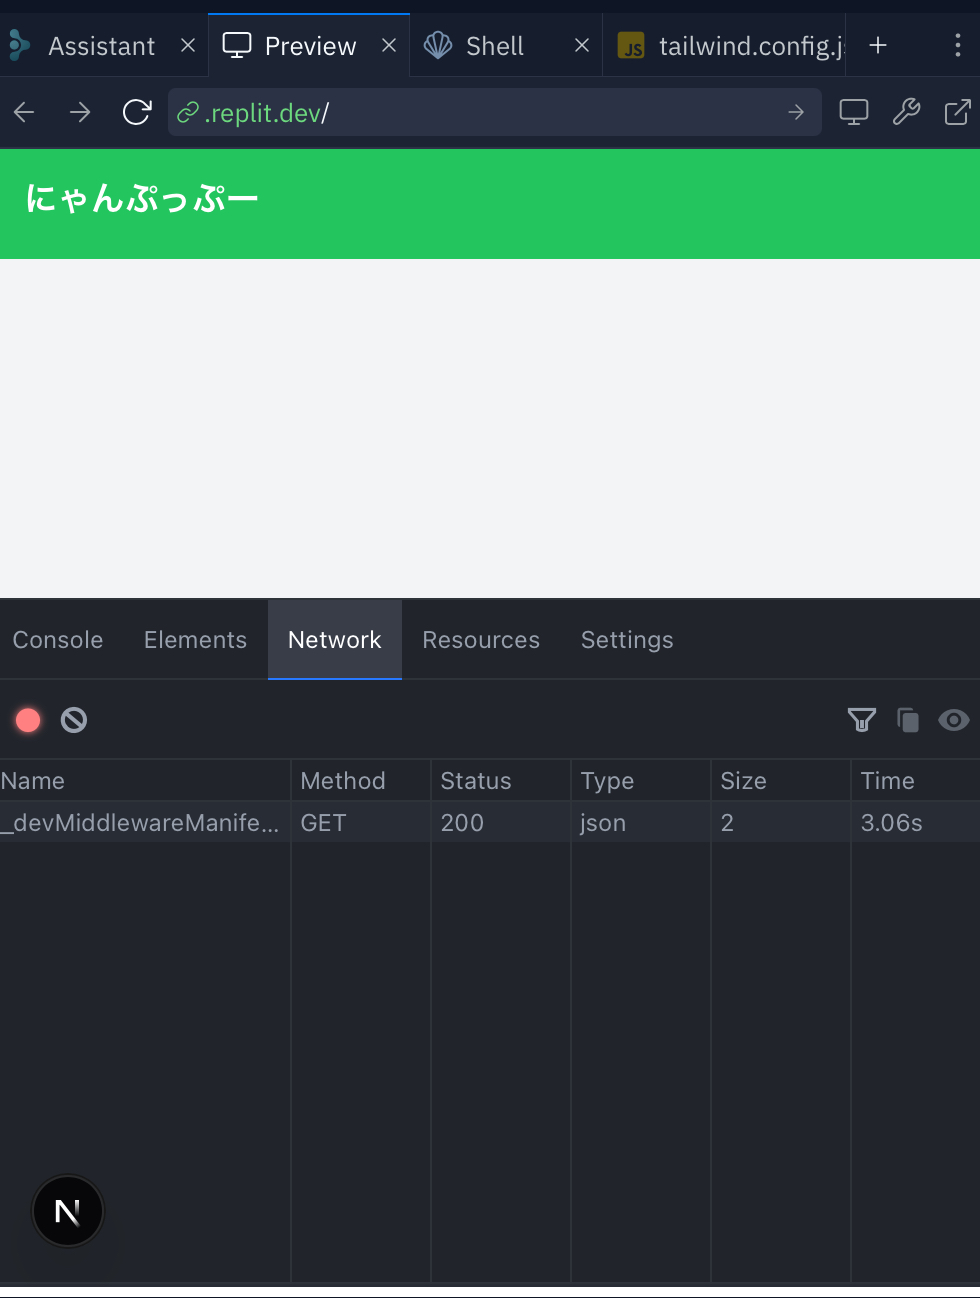 Assistant
Preview
Shell
tailwind.config.j
.replit.dev/
にゃんぷっぷー
Console Elements Network Resources Settings
Name Method Status Type Size Time
_devMiddlewareManife... GET 200 json 2 3.06s
N